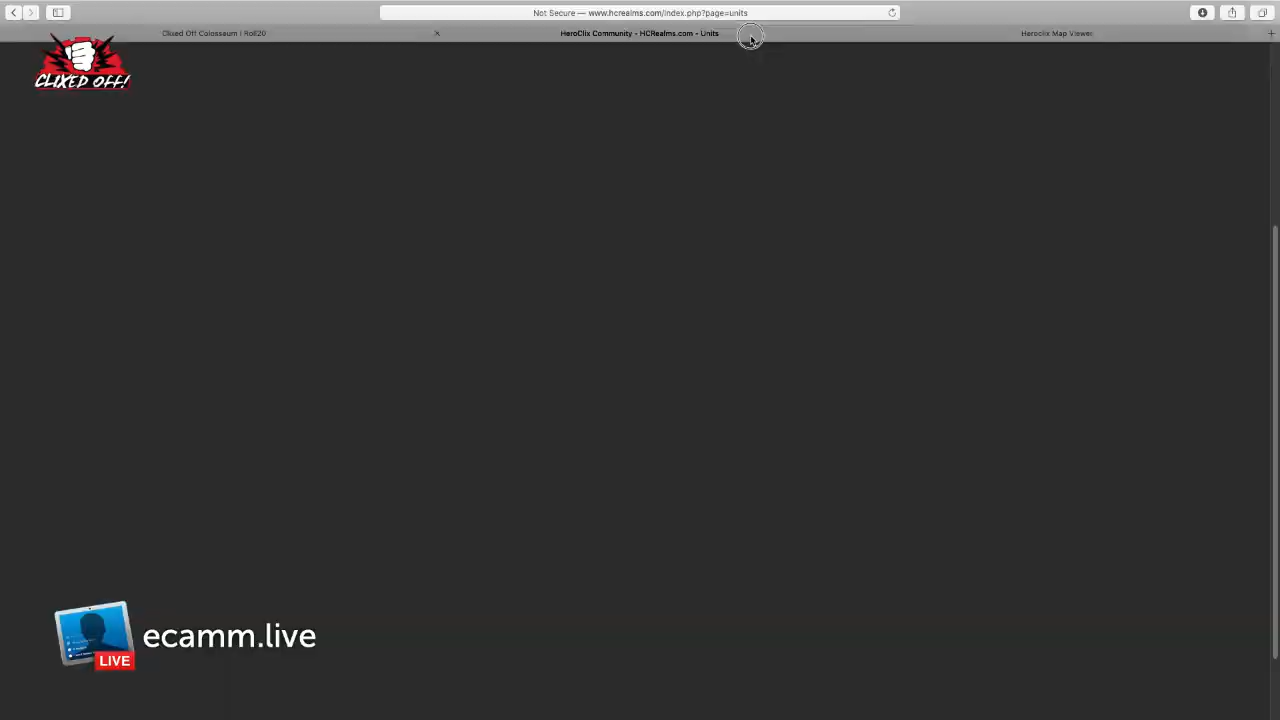 Not Secure — www.hcrealms.com/index.php?page=units
Clixed Off Colosseum | Roll20
HeroClix Community - HCRealms.com - Units
Heroclix Map Viewer
CLIXED OFF!
ecamm.live
LIVE